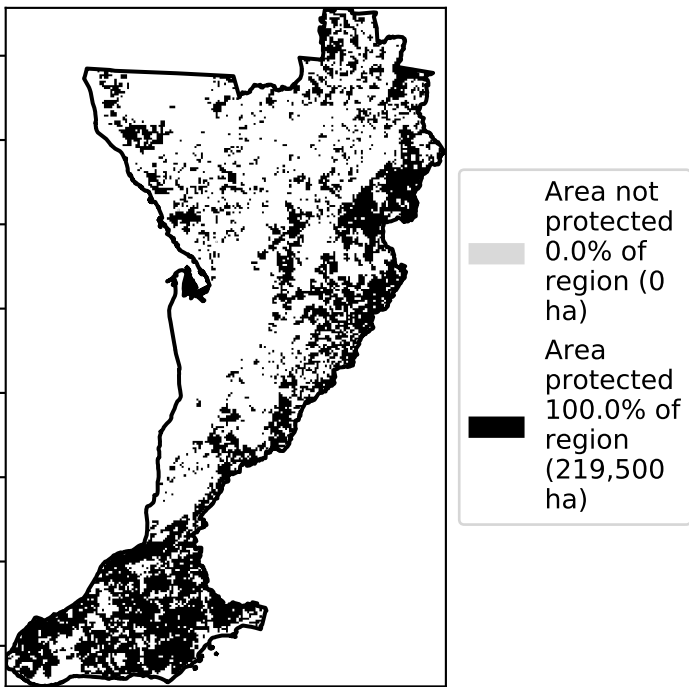 Area not
protected
0.0% of
region (0
ha)
Area
protected
100.0% of
region
(219,500
ha)